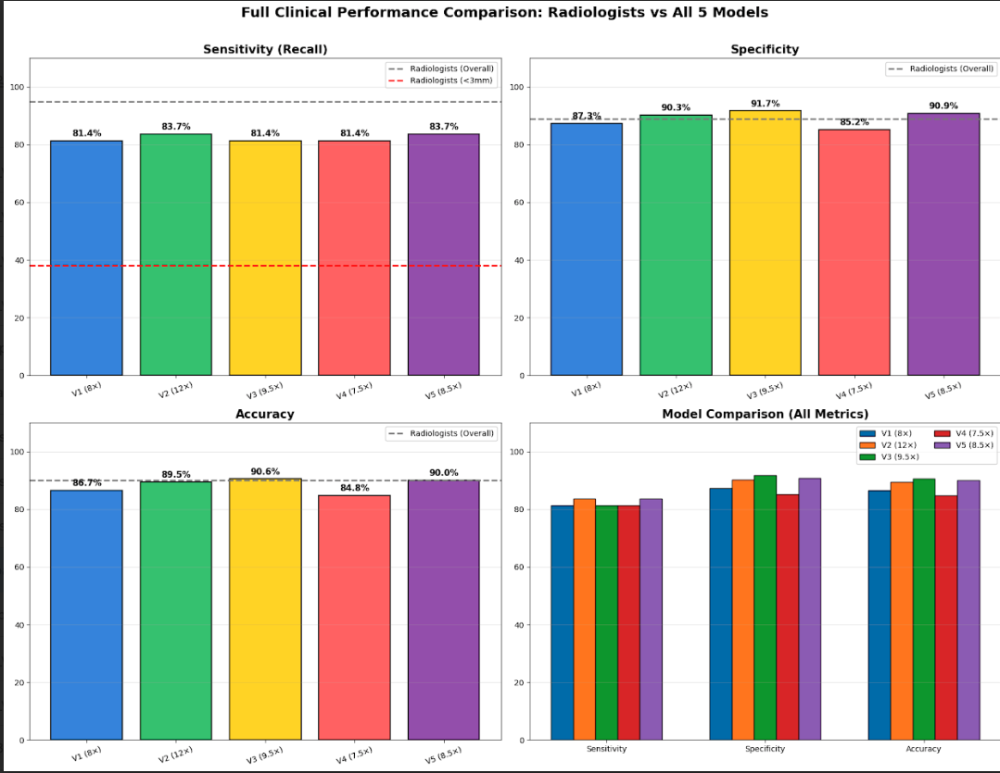 Full Clinical Performance Comparison: Radiologists vs All 5 Models
Sensitivity (Recall)
Radiologists (Overall)
Radiologists (<3mm)
100
80
60
40
20
0
81.4%
83.7%
81.4%
81.4%
83.7%
V1 (8×)
V2 (12×)
V3 (9.5×)
V4 (7.5×)
V5 (8.5×)
Specificity
Radiologists (Overall)
100
80
60
40
20
0
87.3%
90.3%
91.7%
85.2%
90.9%
V1 (8×)
V2 (12×)
V3 (9.5×)
V4 (7.5×)
V5 (8.5×)
Accuracy
Radiologists (Overall)
100
80
60
40
20
0
86.7%
89.5%
90.6%
84.8%
90.0%
V1 (8×)
V2 (12×)
V3 (9.5×)
V4 (7.5×)
V5 (8.5×)
Model Comparison (All Metrics)
V1 (8×)
V2 (12×)
V3 (9.5×)
V4 (7.5×)
V5 (8.5×)
100
80
60
40
20
0
Sensitivity
Specificity
Accuracy